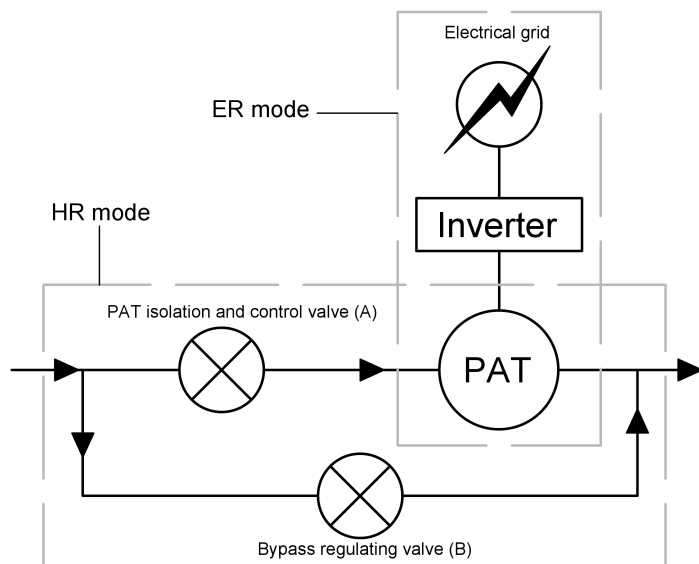 Electrical grid
ER mode
HR mode
Inverter
PAT isolation and control valve (A)
PAT
Bypass regulating valve (B)